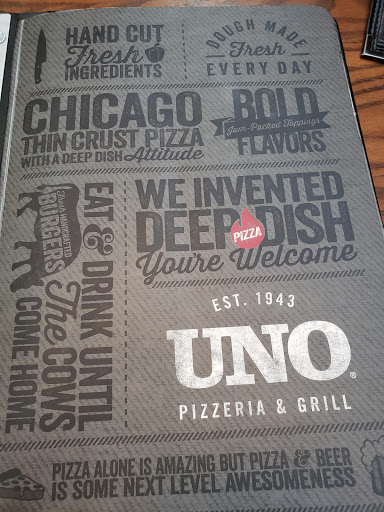 HAND CUT
Fresh
INGREDIENTS
DOUGH MADE
Fresh
EVERY DAY
CHICAGO
THIN CRUST PIZZA
WITH A DEEP DISH Attitude
BOLD
Jam-Packed Toppings
FLAVORS
EAT & DRINK UNTIL
The COWS
COME HOME
HANDCRAFTED
BURGERS
WE INVENTED
DEEP DISH
PIZZA
You're Welcome
EST. 1943
UNO®
PIZZERIA & GRILL
PIZZA ALONE IS AMAZING BUT PIZZA & BEER
IS SOME NEXT LEVEL AWESOMENESS